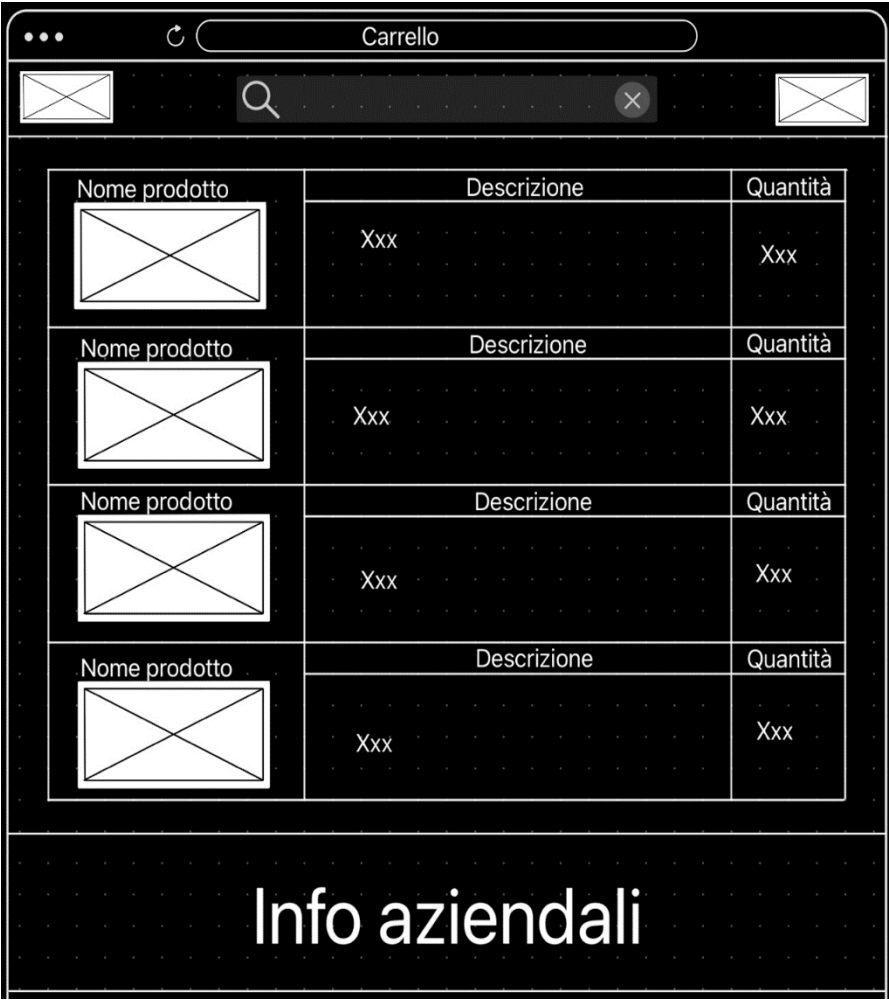 Carrello
Nome prodotto Descrizione Quantità
Xxx Xxx
Nome prodotto Descrizione Quantità
Xxx Xxx
Nome prodotto Descrizione Quantità
Xxx Xxx
Nome prodotto Descrizione Quantità
Xxx Xxx
Info aziendali